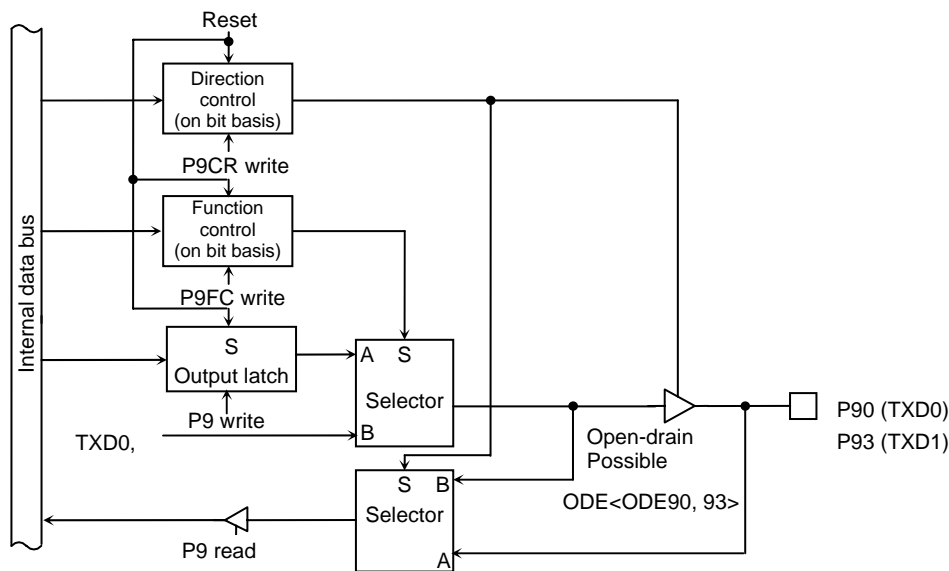 Reset
Internal data bus
Direction
control
(on bit basis)
P9CR write
Function
control
(on bit basis)
P9FC write
S
Output latch
P9 write
TXD0,
A
S
Selector
B
Open-drain
Possible
ODE<ODE90, 93>
P90 (TXD0)
P93 (TXD1)
S
B
Selector
A
P9 read